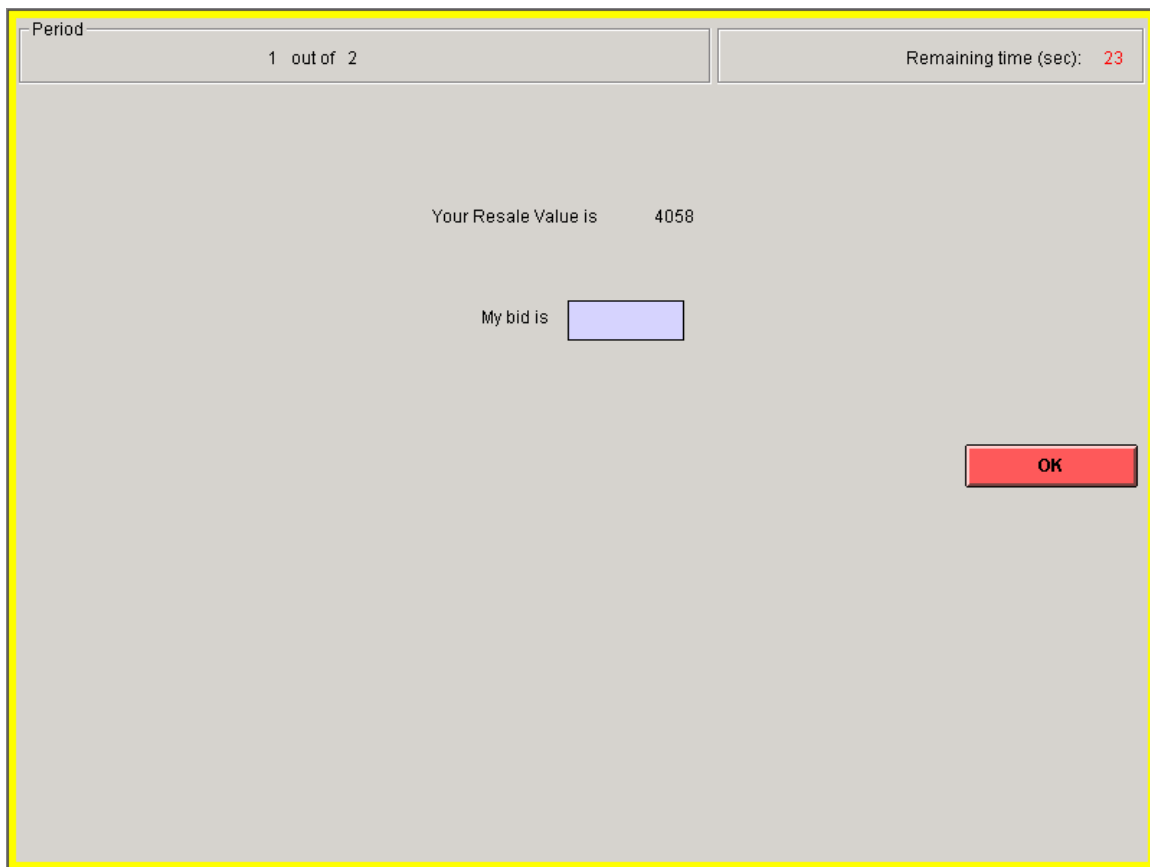 Period
1 out of 2
Remaining time (sec): 23
Your Resale Value is 4058
My bid is
OK